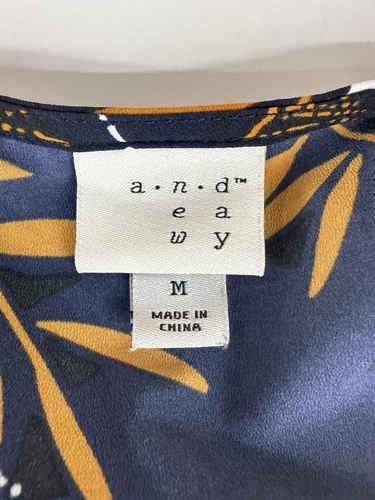 a • n • d™
e a
w y
M
MADE IN
CHINA